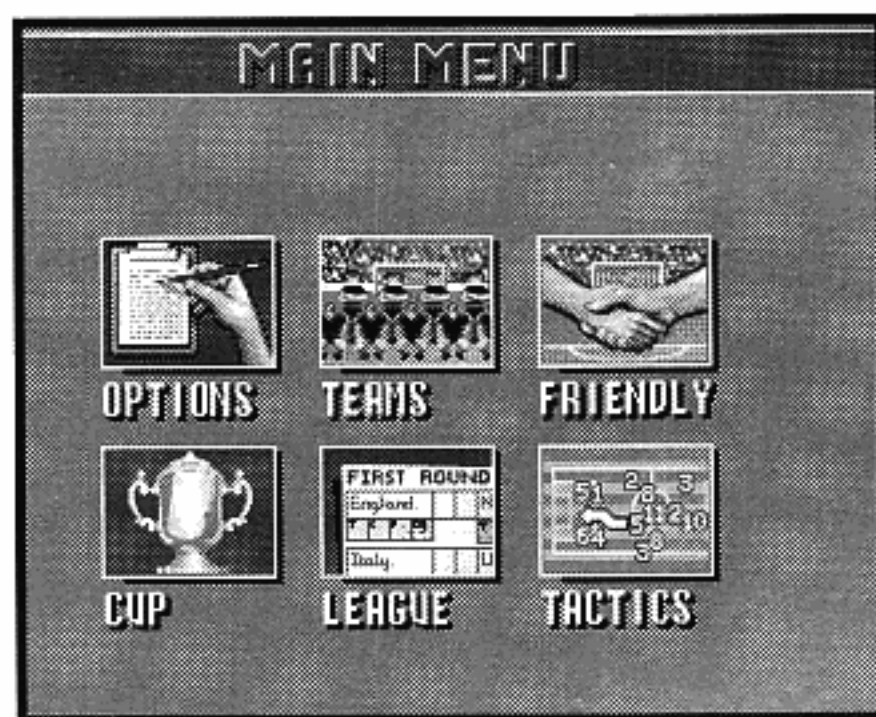 MAIN MENU
OPTIONS
TEAMS
FRIENDLY
FIRST ROUND
England.
Italy.
CUP
LEAGUE
TACTICS